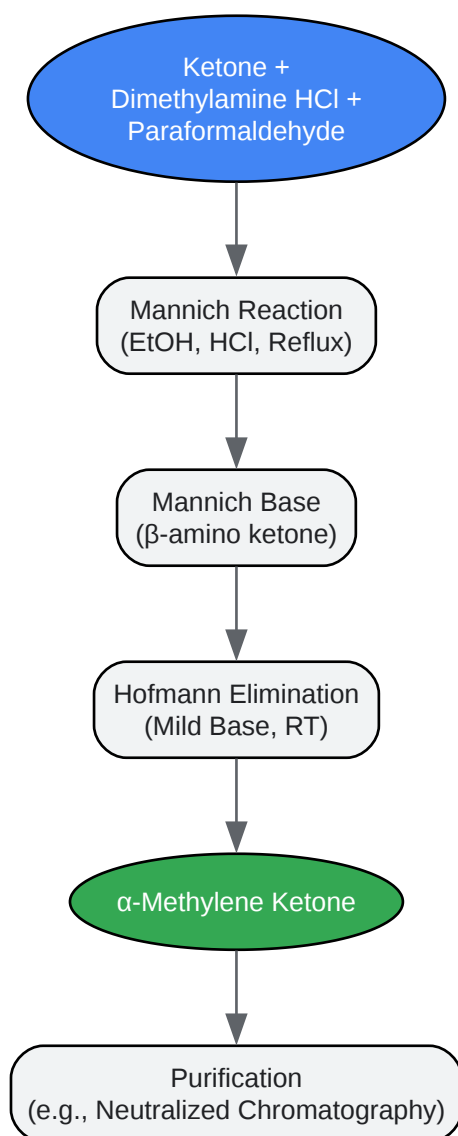 Ketone +
Dimethylamine HCl +
Paraformaldehyde
Mannich Reaction
(EtOH, HCl, Reflux)
Mannich Base
(β-amino ketone)
Hofmann Elimination
(Mild Base, RT)
α-Methylene Ketone
Purification
(e.g., Neutralized Chromatography)